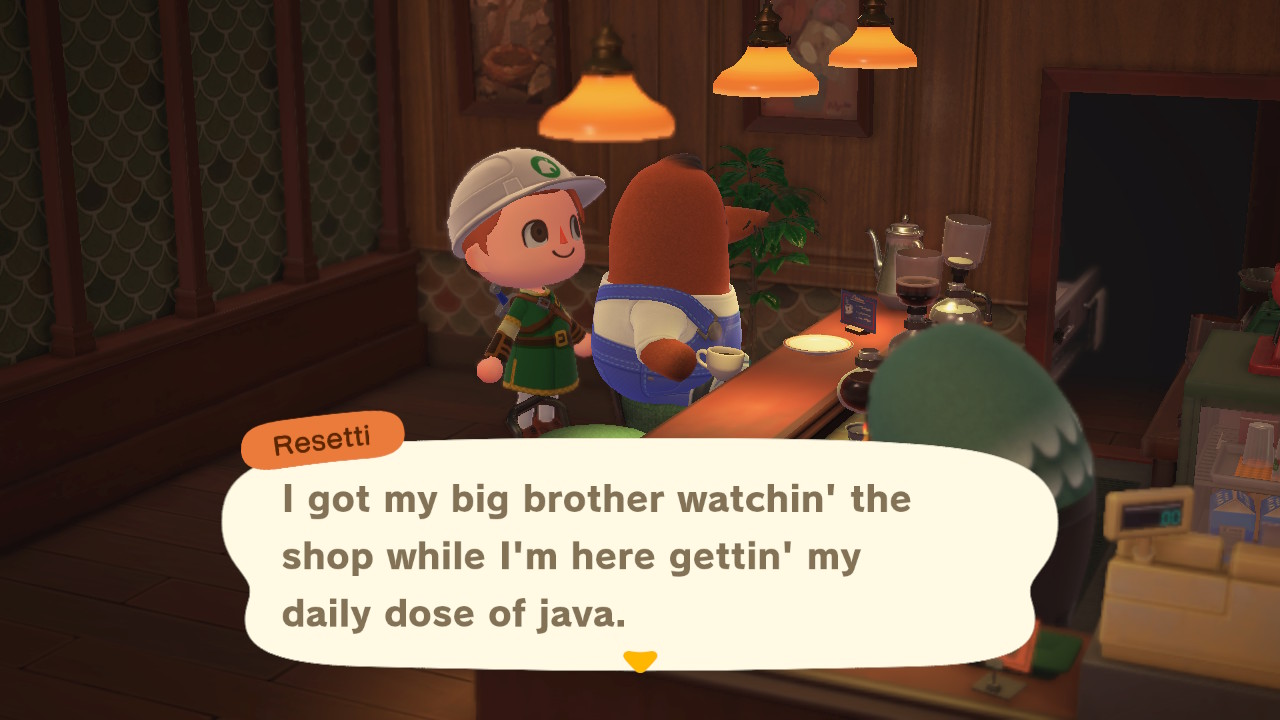 Resetti
I got my big brother watchin' the
shop while I'm here gettin' my
daily dose of java.